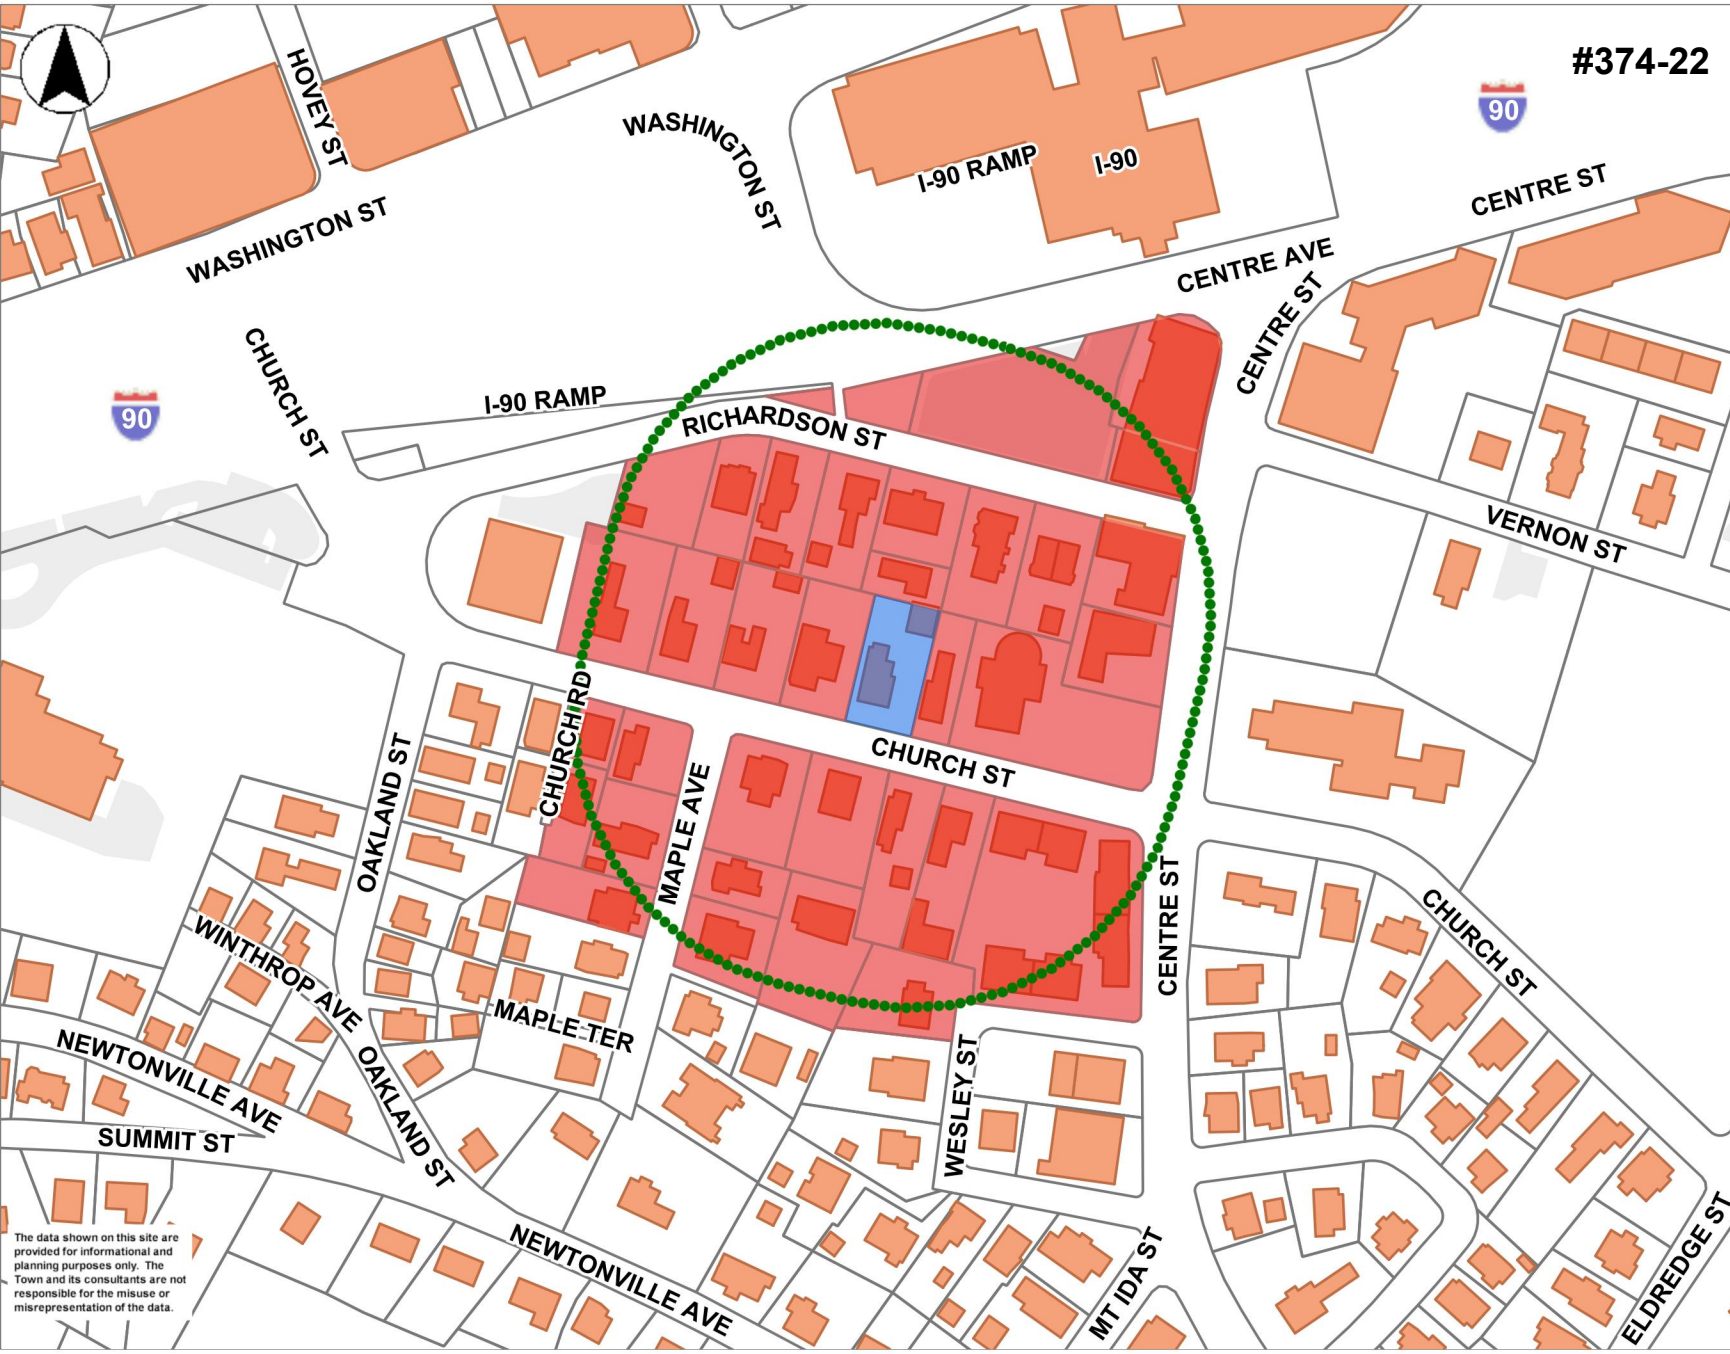 #374-22
90
HOVEY ST
WASHINGTON ST
I-90 RAMP
I-90
CENTRE ST
WASHINGTON ST
CENTRE AVE
CENTRE ST
CHURCH ST
90
I-90 RAMP
RICHARDSON ST
VERNON ST
CHURCH RD
CHURCH ST
OAKLAND ST
MAPLE AVE
CENTRE ST
CHURCH ST
WINTHROP AVE
MAPLE TER
NEWTONVILLE AVE
OAKLAND ST
WESLEY ST
SUMMIT ST
NEWTONVILLE AVE
MT IDA ST
ELDREDGE ST
The data shown on this site are
provided for informational and
planning purposes only. The
Town and its consultants are not
responsible for the misuse or
misrepresentation of the data.